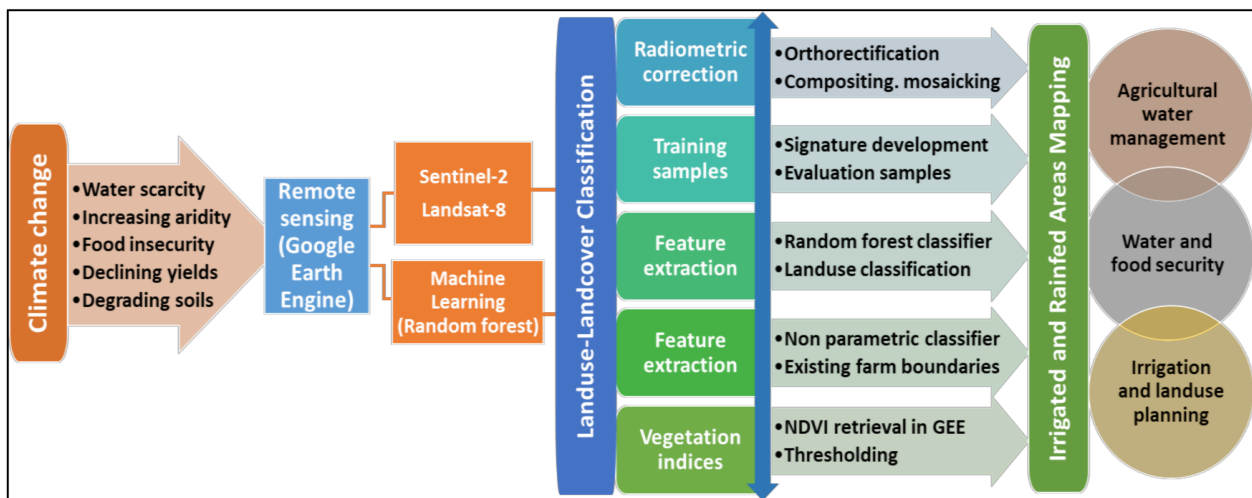 Climate change
•Water scarcity
•Increasing aridity
•Food insecurity
•Declining yields
•Degrading soils
Remote
sensing
(Google
Earth
Engine)
Sentinel-2
Landsat-8
Machine
Learning
(Random forest)
Landuse-Landcover Classification
Radiometric
correction
•Orthorectification
•Compositing. mosaicking
Training
samples
•Signature development
•Evaluation samples
Feature
extraction
•Random forest classifier
•Landuse classification
Feature
extraction
•Non parametric classifier
•Existing farm boundaries
Vegetation
indices
•NDVI retrieval in GEE
•Thresholding
Irrigated and Rainfed Areas Mapping
Agricultural
water
management
Water and
food security
Irrigation
and landuse
planning